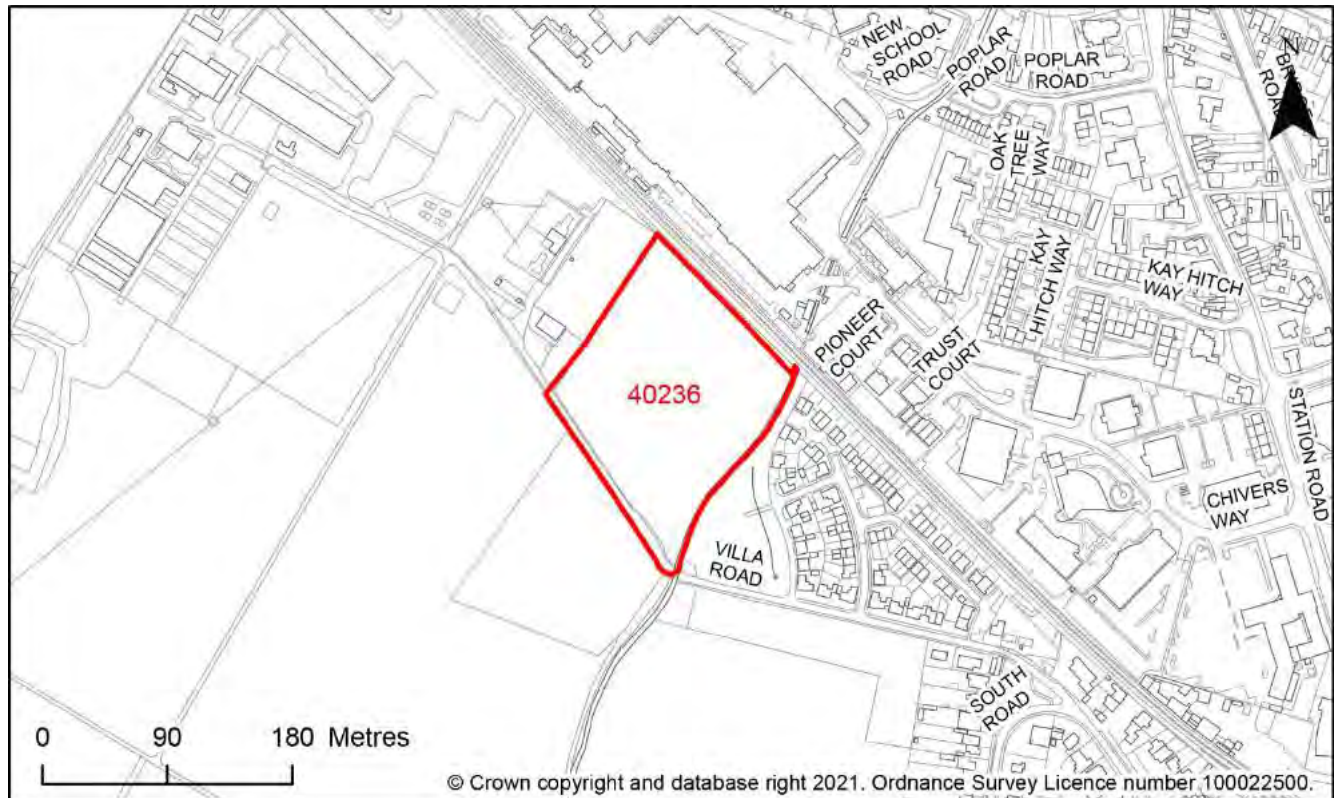 NEW
SCHOOL
ROAD
POPLAR
ROAD
POPLAR
ROAD
BRIDGE
ROAD
N
OAK
TREE
WAY
KAY
HITCH WAY
KAY HITCH
WAY
PIONEER
COURT
TRUST
COURT
STATION ROAD
CHIVERS
WAY
40236
VILLA
ROAD
SOUTH
ROAD
0 90 180 Metres
© Crown copyright and database right 2021. Ordnance Survey Licence number 100022500.